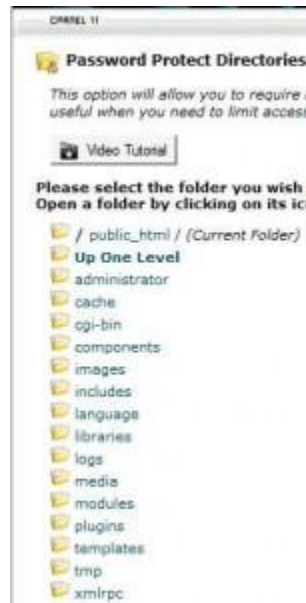 CPANEL 11
Password Protect Directories
This option will allow you to require
useful when you need to limit access
Video Tutorial
Please select the folder you wish
Open a folder by clicking on its ic
/ public_html / (Current Folder)
Up One Level
administrator
cache
cgi-bin
components
images
includes
language
libraries
logs
media
modules
plugins
templates
tmp
xmlrpc